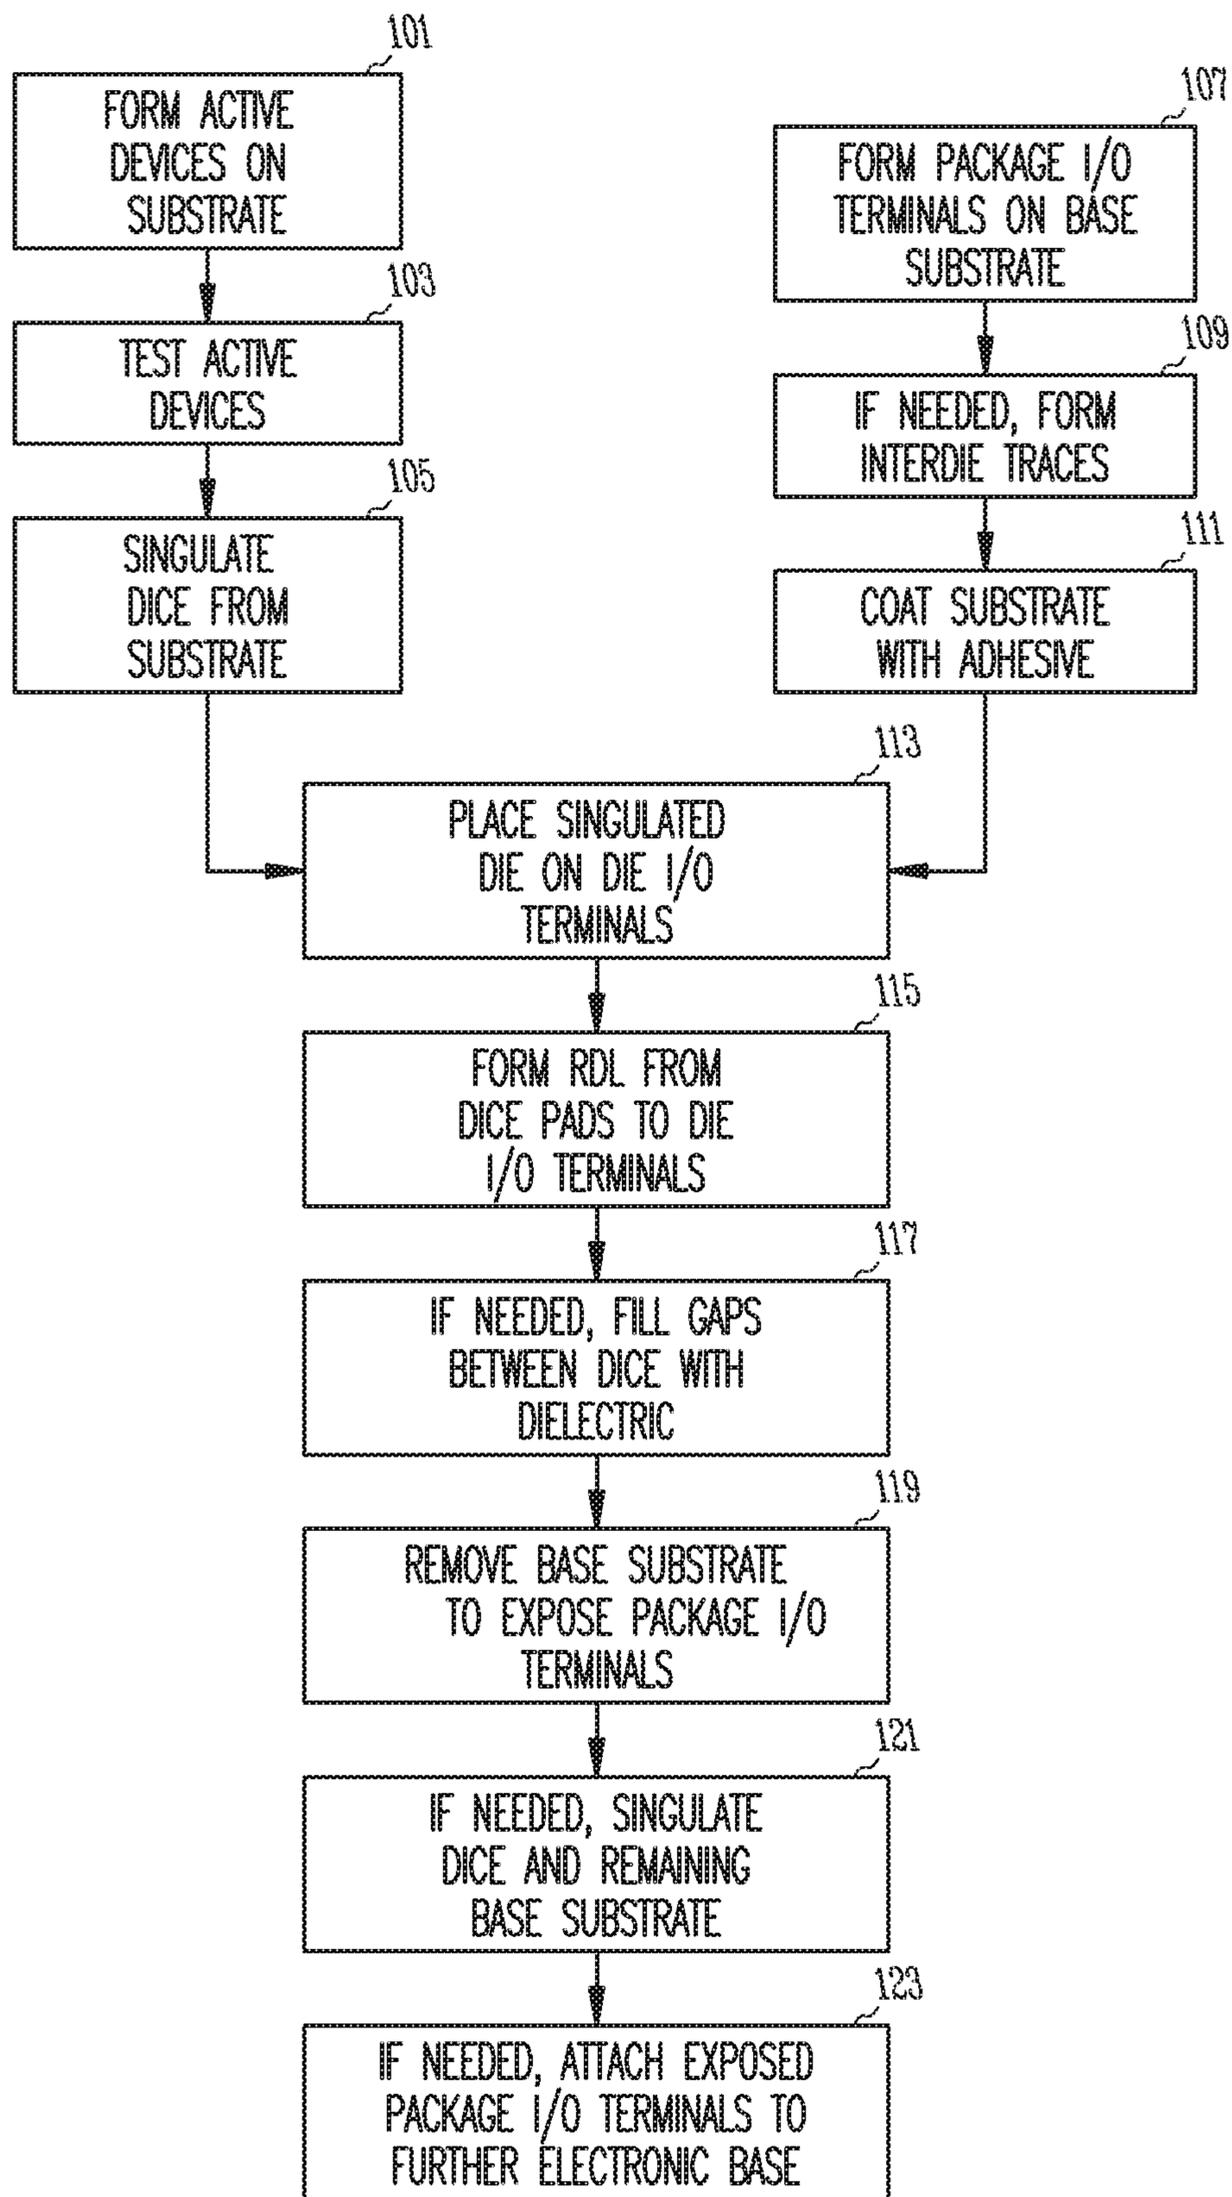 101
FORM ACTIVE
DEVICES ON
SUBSTRATE
103
TEST ACTIVE
DEVICES
105
SINGULATE
DICE FROM
SUBSTRATE
107
FORM PACKAGE I/O
TERMINALS ON BASE
SUBSTRATE
109
IF NEEDED, FORM
INTERDIE TRACES
111
COAT SUBSTRATE
WITH ADHESIVE
113
PLACE SINGULATED
DIE ON DIE I/O
TERMINALS
115
FORM RDL FROM
DICE PADS TO DIE
I/O TERMINALS
117
IF NEEDED, FILL GAPS
BETWEEN DICE WITH
DIELECTRIC
119
REMOVE BASE SUBSTRATE
TO EXPOSE PACKAGE I/O
TERMINALS
121
IF NEEDED, SINGULATE
DICE AND REMAINING
BASE SUBSTRATE
123
IF NEEDED, ATTACH EXPOSED
PACKAGE I/O TERMINALS TO
FURTHER ELECTRONIC BASE